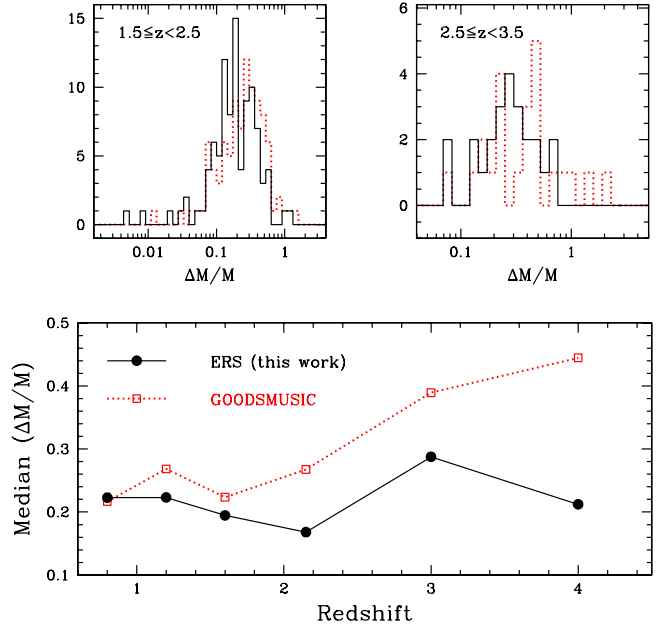 15
10
5
0
1.5≦z<2.5
0.01
0.1
1
ΔM/M
6
4
2
0
2.5≦z<3.5
0.1
1
ΔM/M
0.5
0.4
0.3
0.2
0.1
Median (ΔM/M)
ERS (this work)
GOODSMUSIC
1
2
3
4
Redshift